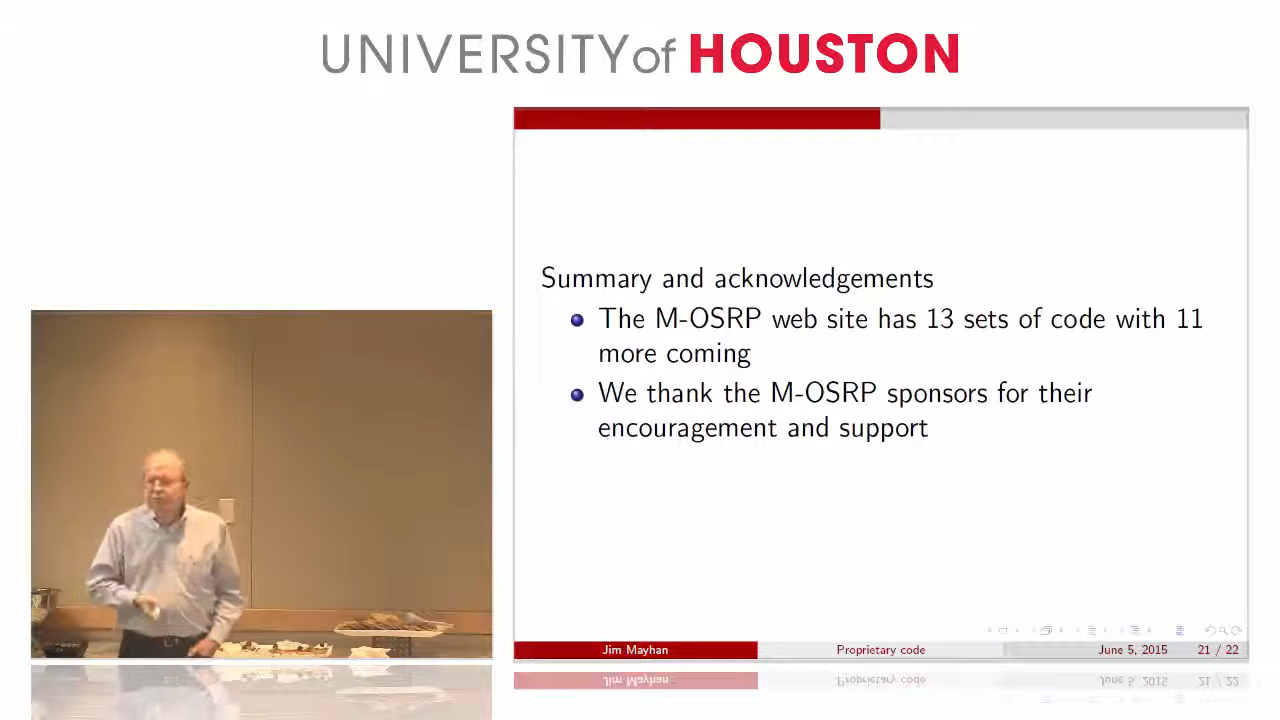 UNIVERSITY of HOUSTON
Summary and acknowledgements
The M-OSRP web site has 13 sets of code with 11
more coming
We thank the M-OSRP sponsors for their
encouragement and support
Jim Mayhan Proprietary code June 5, 2015 21 / 22